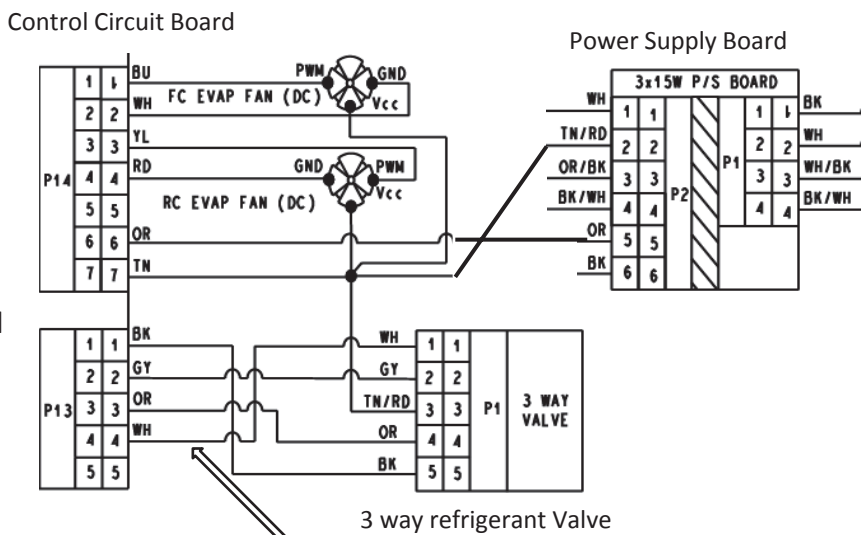 Control Circuit Board
Power Supply Board
P14
1 1 BU
2 2 WH
3 3 YL
4 4 RD
5 5
6 6 OR
7 7 TN
PWM GND
FC EVAP FAN (DC) Vcc
GND PWM
RC EVAP FAN (DC) Vcc
3x15W P/S BOARD
WH 1 1
TN/RD 2 2
OR/BK 3 3
BK/WH 4 4
OR 5 5
BK 6 6
P2
P1
1 1 BK
2 2 WH
3 3 WH/BK
4 4 BK/WH
P13
1 1 BK
2 2 GY
3 3 OR
4 4 WH
5 5
WH 1 1
GY 2 2
TN/RD 3 3
OR 4 4
BK 5 5
P1
3 WAY
VALVE
3 way refrigerant Valve